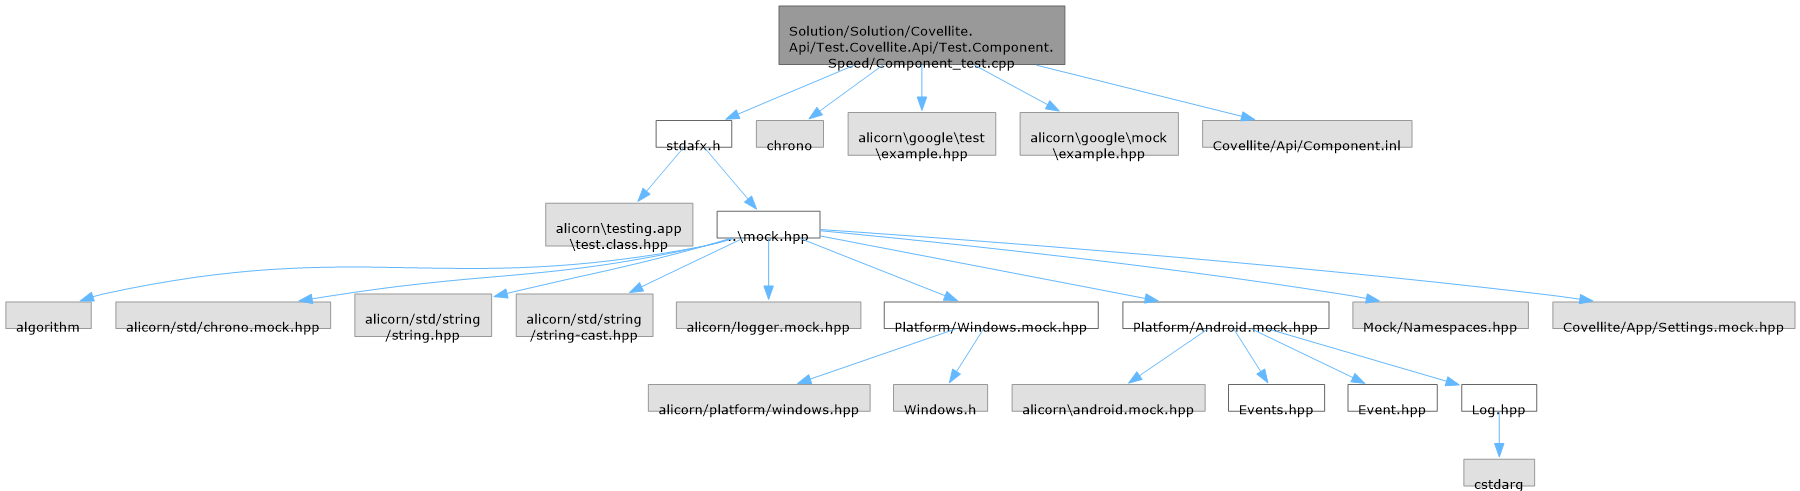 Solution/Solution/Covellite.
Api/Test.Covellite.Api/Test.Component.
Speed/Component_test.cpp
stdafx.h
chrono
alicorn\google\test
\example.hpp
alicorn\google\mock
\example.hpp
Covellite/Api/Component.inl
alicorn\testing.app
\test.class.hpp
..\mock.hpp
algorithm
alicorn/std/chrono.mock.hpp
alicorn/std/string
/string.hpp
alicorn/std/string
/string-cast.hpp
alicorn/logger.mock.hpp
Platform/Windows.mock.hpp
Platform/Android.mock.hpp
Mock/Namespaces.hpp
Covellite/App/Settings.mock.hpp
alicorn/platform/windows.hpp
Windows.h
alicorn\android.mock.hpp
Events.hpp
Event.hpp
Log.hpp
cstdarg